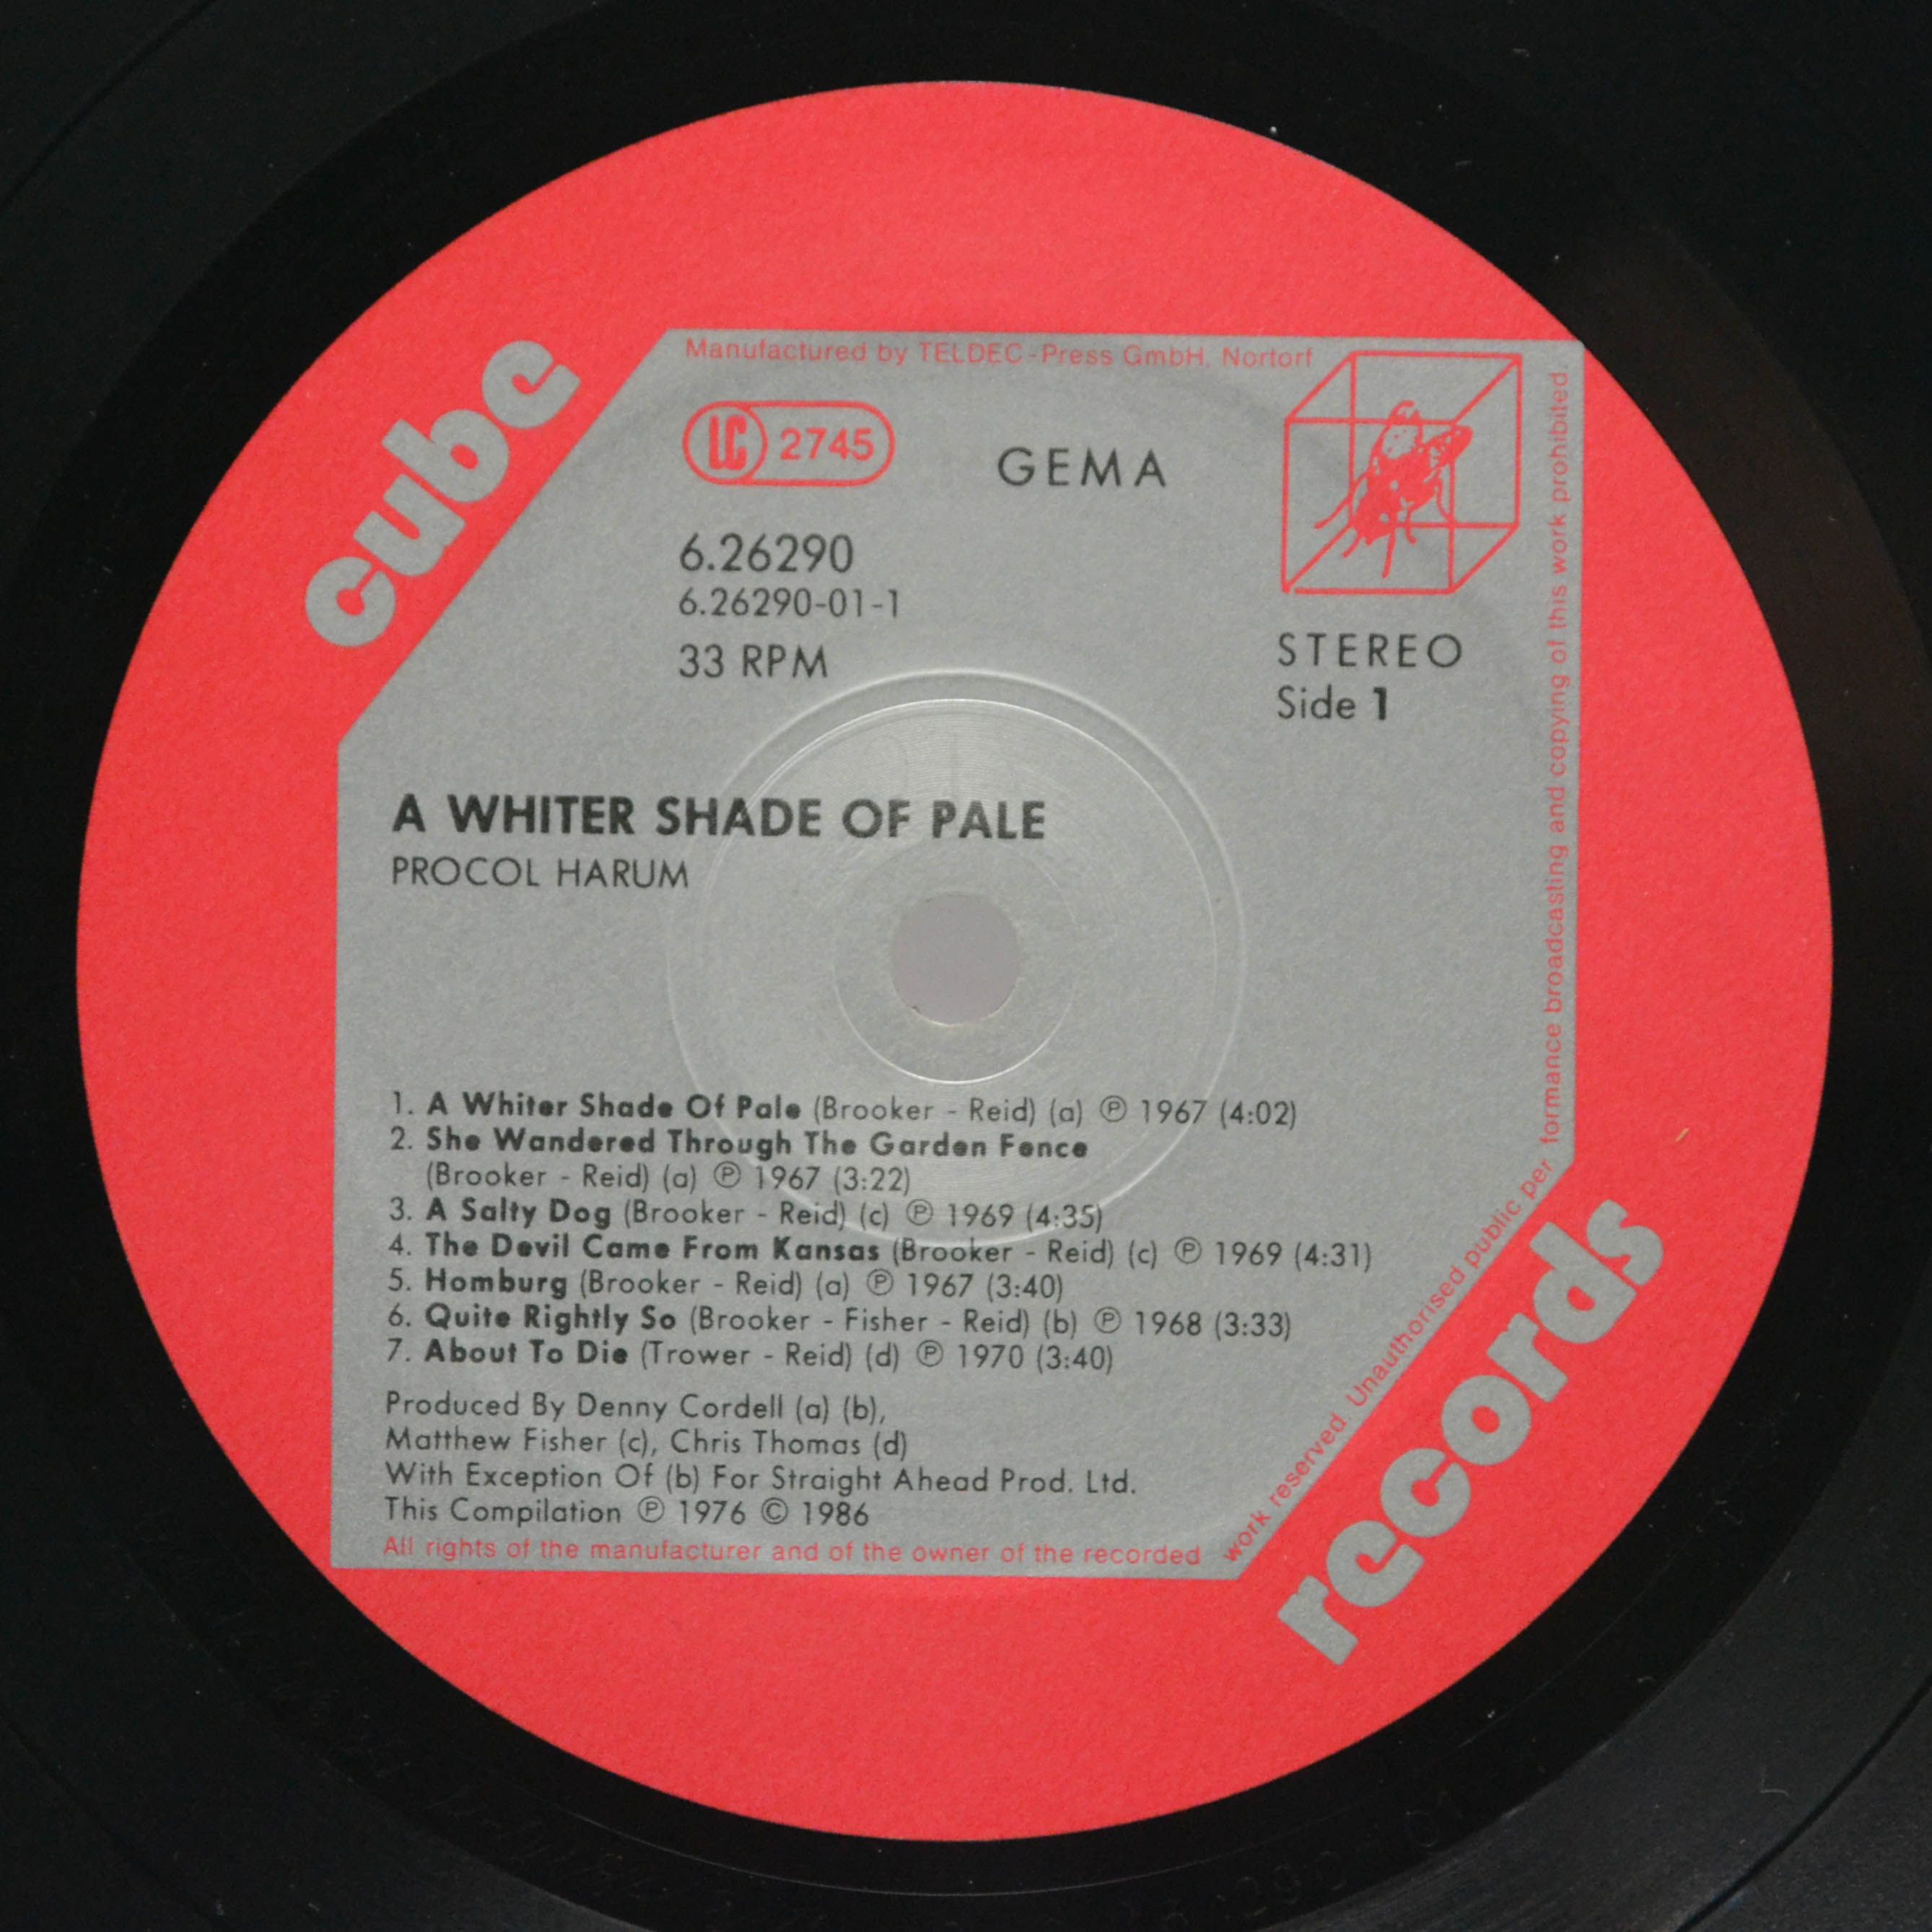 cube
Manufactured by TELDEC-Press GmbH, Nortorf
LC 2745
GEMA
6.26290
6.26290-01-1
33 RPM
STEREO
Side 1
A WHITER SHADE OF PALE
PROCOL HARUM
1. A Whiter Shade Of Pale (Brooker - Reid) (a) ℗ 1967 (4:02)
2. She Wandered Through The Garden Fence
(Brooker - Reid) (a) ℗ 1967 (3:22)
3. A Salty Dog (Brooker - Reid) (c) ℗ 1969 (4:35)
4. The Devil Came From Kansas (Brooker - Reid) (c) ℗ 1969 (4:31)
5. Homburg (Brooker - Reid) (a) ℗ 1967 (3:40)
6. Quite Rightly So (Brooker - Fisher - Reid) (b) ℗ 1968 (3:33)
7. About To Die (Trower - Reid) (d) ℗ 1970 (3:40)
Produced By Denny Cordell (a) (b),
Matthew Fisher (c), Chris Thomas (d)
With Exception Of (b) For Straight Ahead Prod. Ltd.
This Compilation ℗ 1976 © 1986
All rights of the manufacturer and of the owner of the recorded
work reserved. Unauthorised public per
formance broadcasting and copying of this work prohibited.
records